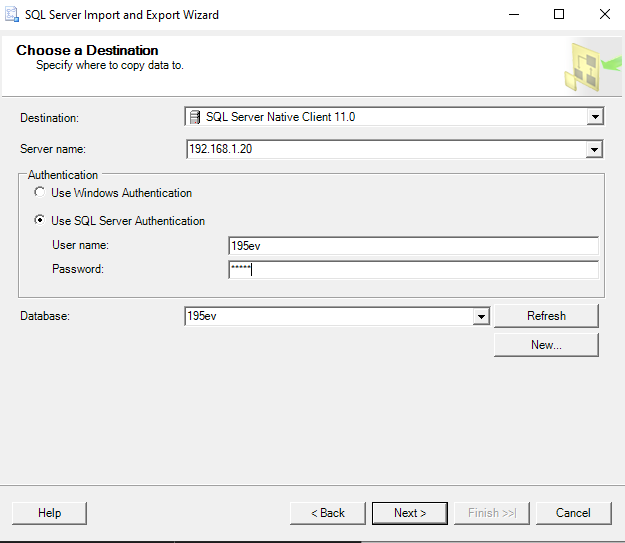 SQL Server Import and Export Wizard
Choose a Destination
Specify where to copy data to.
Destination: SQL Server Native Client 11.0
Server name: 192.168.1.20
Authentication
Use Windows Authentication
Use SQL Server Authentication
User name: 195ev
Password: *****
Database: 195ev Refresh
New...
Help < Back Next > Finish >>| Cancel